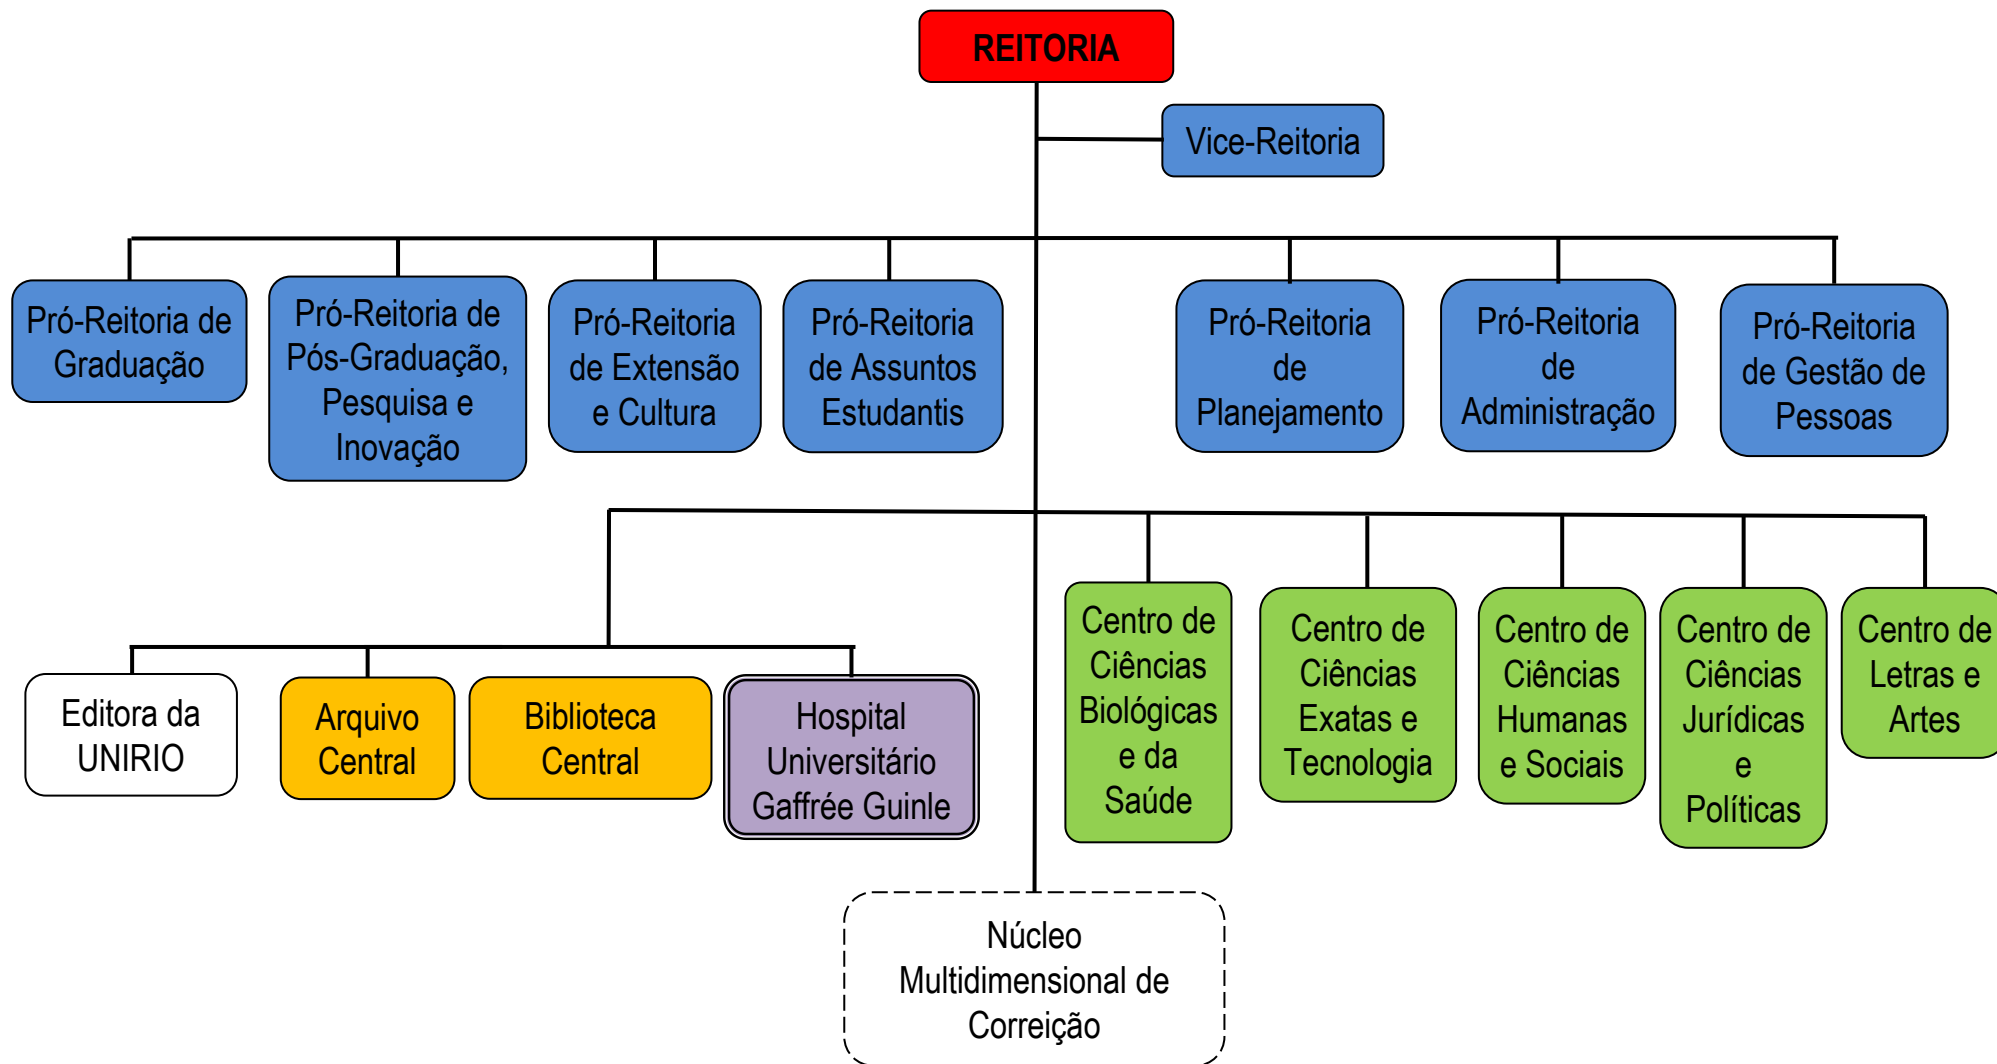 REITORIA
Vice-Reitoria
Pró-Reitoria de
Graduação
Pró-Reitoria de
Pós-Graduação,
Pesquisa e
Inovação
Pró-Reitoria
de Extensão
e Cultura
Pró-Reitoria
de Assuntos
Estudantis
Pró-Reitoria
de
Planejamento
Pró-Reitoria
de
Administração
Pró-Reitoria
de Gestão de
Pessoas
Editora da
UNIRIO
Arquivo
Central
Biblioteca
Central
Hospital
Universitário
Gaffrée Guinle
Centro de
Ciências
Biológicas
e da
Saúde
Centro de
Ciências
Exatas e
Tecnologia
Centro de
Ciências
Humanas
e Sociais
Centro de
Ciências
Jurídicas
e
Políticas
Centro de
Letras e
Artes
Núcleo
Multidimensional de
Correição